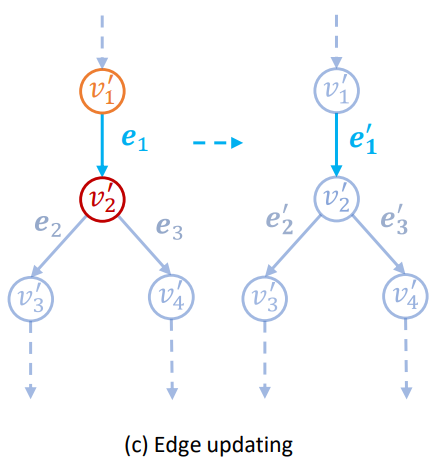 v′₁ v′₁
e₁ e′₁
v′₂ v′₂
e₂ e₃ e′₂ e′₃
v′₃ v′₄ v′₃ v′₄
(c) Edge updating